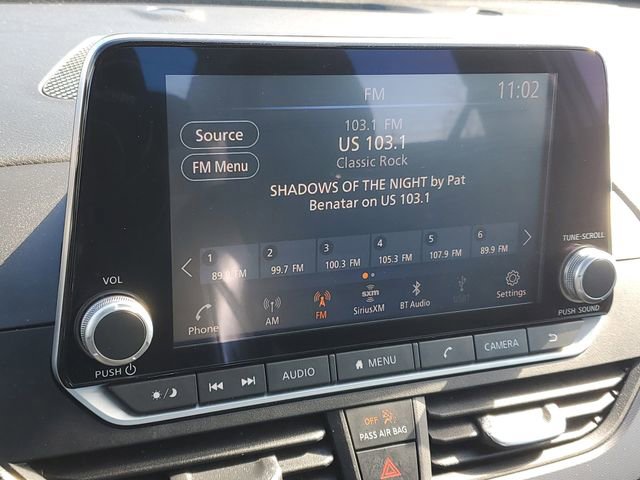 FM
11:02
Source
FM Menu
103.1 FM
US 103.1
Classic Rock
SHADOWS OF THE NIGHT by Pat
Benatar on US 103.1
1 2 3 4 5 6
89.9 FM 99.7 FM 100.3 FM 105.3 FM 107.9 FM 89.9 FM
Phone AM FM sxm SiriusXM BT Audio USB Settings
VOL
PUSH
TUNE·SCROLL
PUSH SOUND
AUDIO MENU CAMERA
OFF
PASS AIR BAG